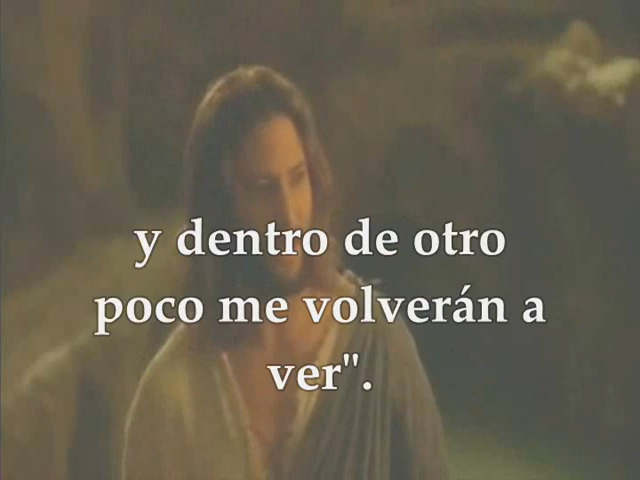 y dentro de otro
poco me volverán a
ver".